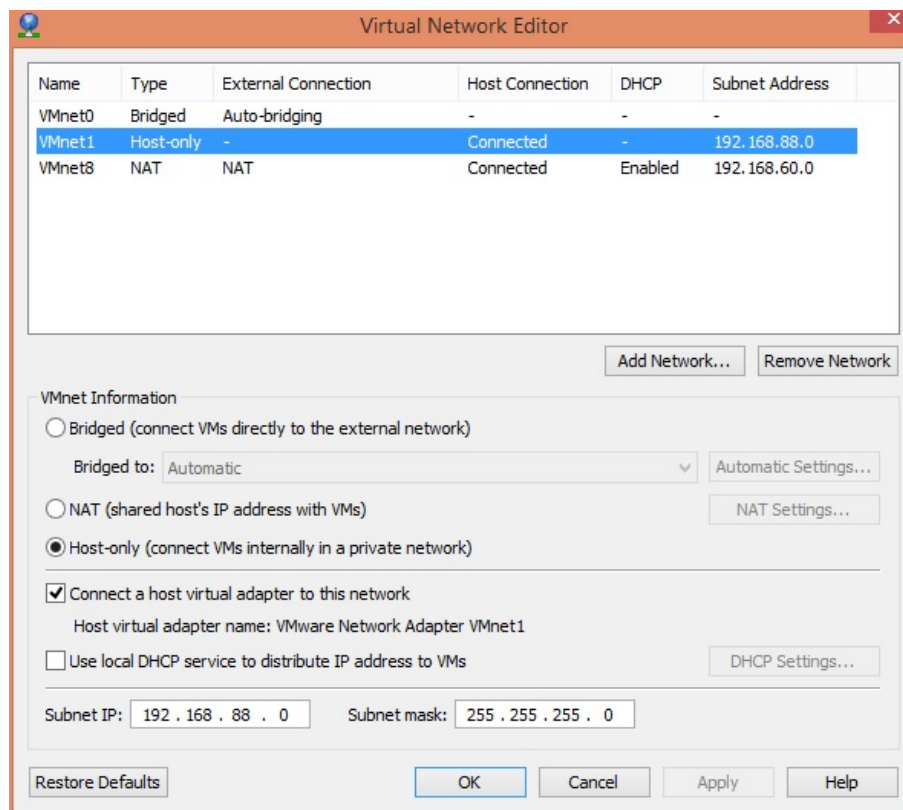 Virtual Network Editor
Name Type External Connection Host Connection DHCP Subnet Address
VMnet0 Bridged Auto-bridging - - -
VMnet1 Host-only - Connected - 192.168.88.0
VMnet8 NAT NAT Connected Enabled 192.168.60.0
Add Network... Remove Network
VMnet Information
Bridged (connect VMs directly to the external network)
Bridged to: Automatic Automatic Settings...
NAT (shared host's IP address with VMs) NAT Settings...
Host-only (connect VMs internally in a private network)
Connect a host virtual adapter to this network
Host virtual adapter name: VMware Network Adapter VMnet1
Use local DHCP service to distribute IP address to VMs DHCP Settings...
Subnet IP: 192 . 168 . 88 . 0 Subnet mask: 255 . 255 . 255 . 0
Restore Defaults OK Cancel Apply Help